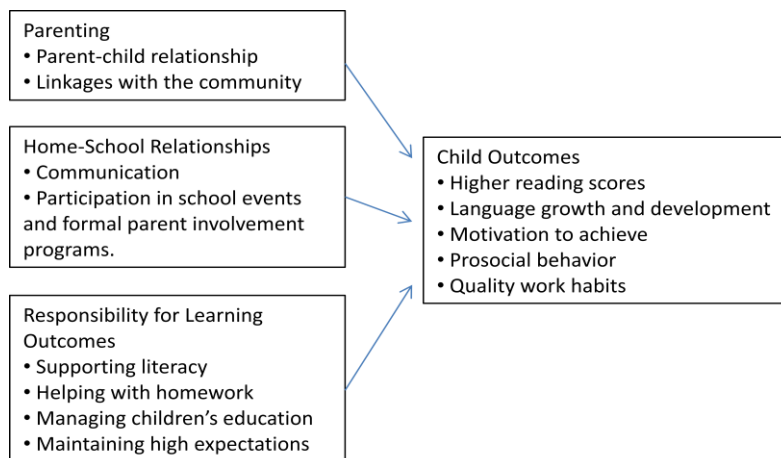 Parenting
• Parent-child relationship
• Linkages with the community
Home-School Relationships
• Communication
• Participation in school events
and formal parent involvement
programs.
Responsibility for Learning
Outcomes
• Supporting literacy
• Helping with homework
• Managing children’s education
• Maintaining high expectations
Child Outcomes
• Higher reading scores
• Language growth and development
• Motivation to achieve
• Prosocial behavior
• Quality work habits